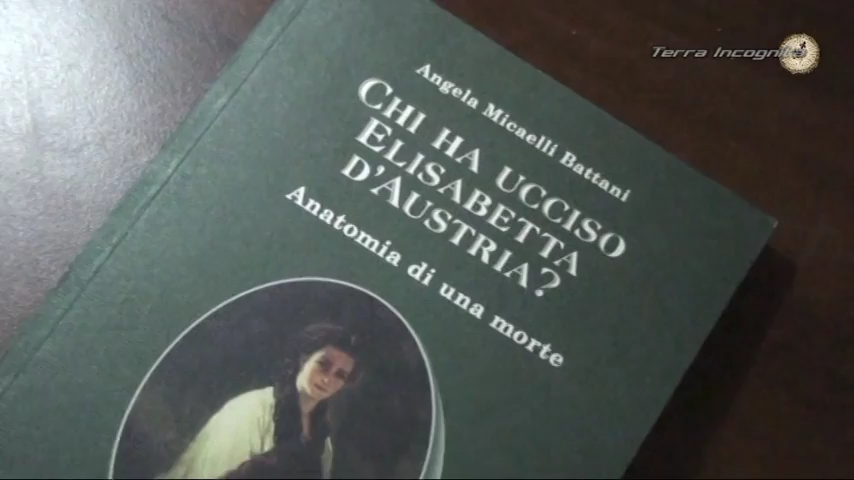 Terra Incognita
Angela Micaelli Battani
CHI HA UCCISO
ELISABETTA
D'AUSTRIA?
Anatomia di una morte